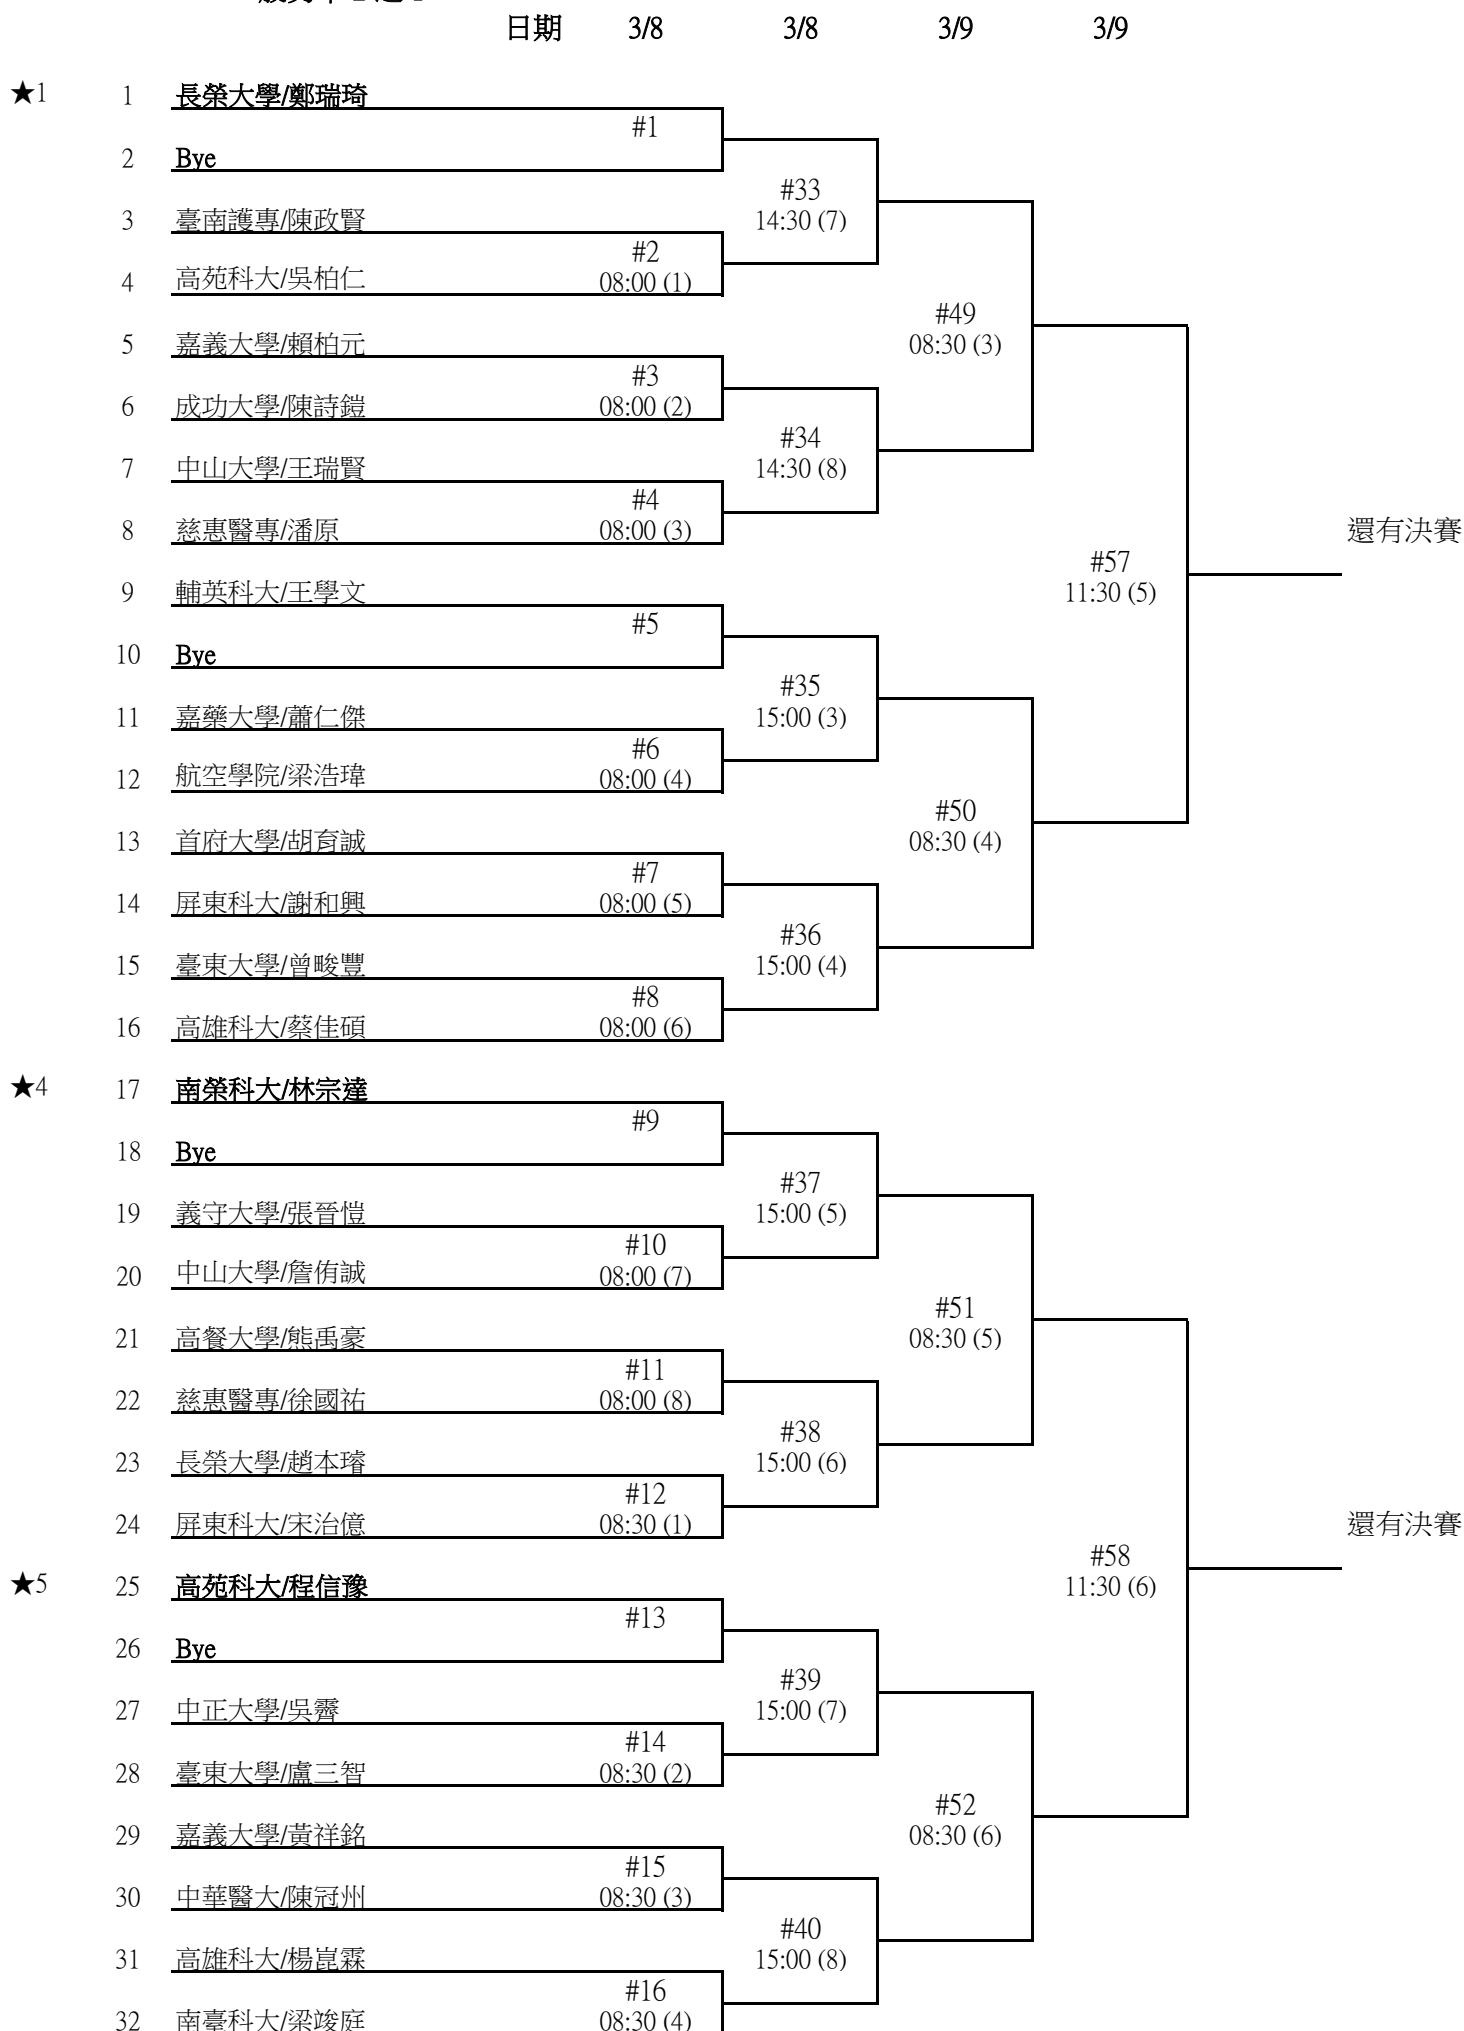 日期 3/8 3/8 3/9 3/9
★1 1 長榮大學/鄭瑞琦
#1
2 Bye
#33
3 臺南護專/陳政賢 14:30 (7)
#2
4 高苑科大/吳柏仁 08:00 (1)
#49
5 嘉義大學/賴柏元 08:30 (3)
#3
6 成功大學/陳詩鎧 08:00 (2)
#34
7 中山大學/王瑞賢 14:30 (8)
#4
8 慈惠醫專/潘原 08:00 (3) 還有決賽
#57
9 輔英科大/王學文 11:30 (5)
#5
10 Bye
#35
11 嘉藥大學/蕭仁傑 15:00 (3)
#6
12 航空學院/梁浩瑋 08:00 (4)
#50
13 首府大學/胡育誠 08:30 (4)
#7
14 屏東科大/謝和興 08:00 (5)
#36
15 臺東大學/曾畯豐 15:00 (4)
#8
16 高雄科大/蔡佳碩 08:00 (6)
★4 17 南榮科大/林宗達
#9
18 Bye
#37
19 義守大學/張晉愷 15:00 (5)
#10
20 中山大學/詹侑誠 08:00 (7)
#51
21 高餐大學/熊禹豪 08:30 (5)
#11
22 慈惠醫專/徐國祐 08:00 (8)
#38
23 長榮大學/趙本璿 15:00 (6)
#12
24 屏東科大/宋治億 08:30 (1) 還有決賽
#58
★5 25 高苑科大/程信豫 11:30 (6)
#13
26 Bye
#39
27 中正大學/吳霽 15:00 (7)
#14
28 臺東大學/盧三智 08:30 (2)
#52
29 嘉義大學/黃祥銘 08:30 (6)
#15
30 中華醫大/陳冠州 08:30 (3)
#40
31 高雄科大/楊崑霖 15:00 (8)
#16
32 南臺科大/梁竣庭 08:30 (4)